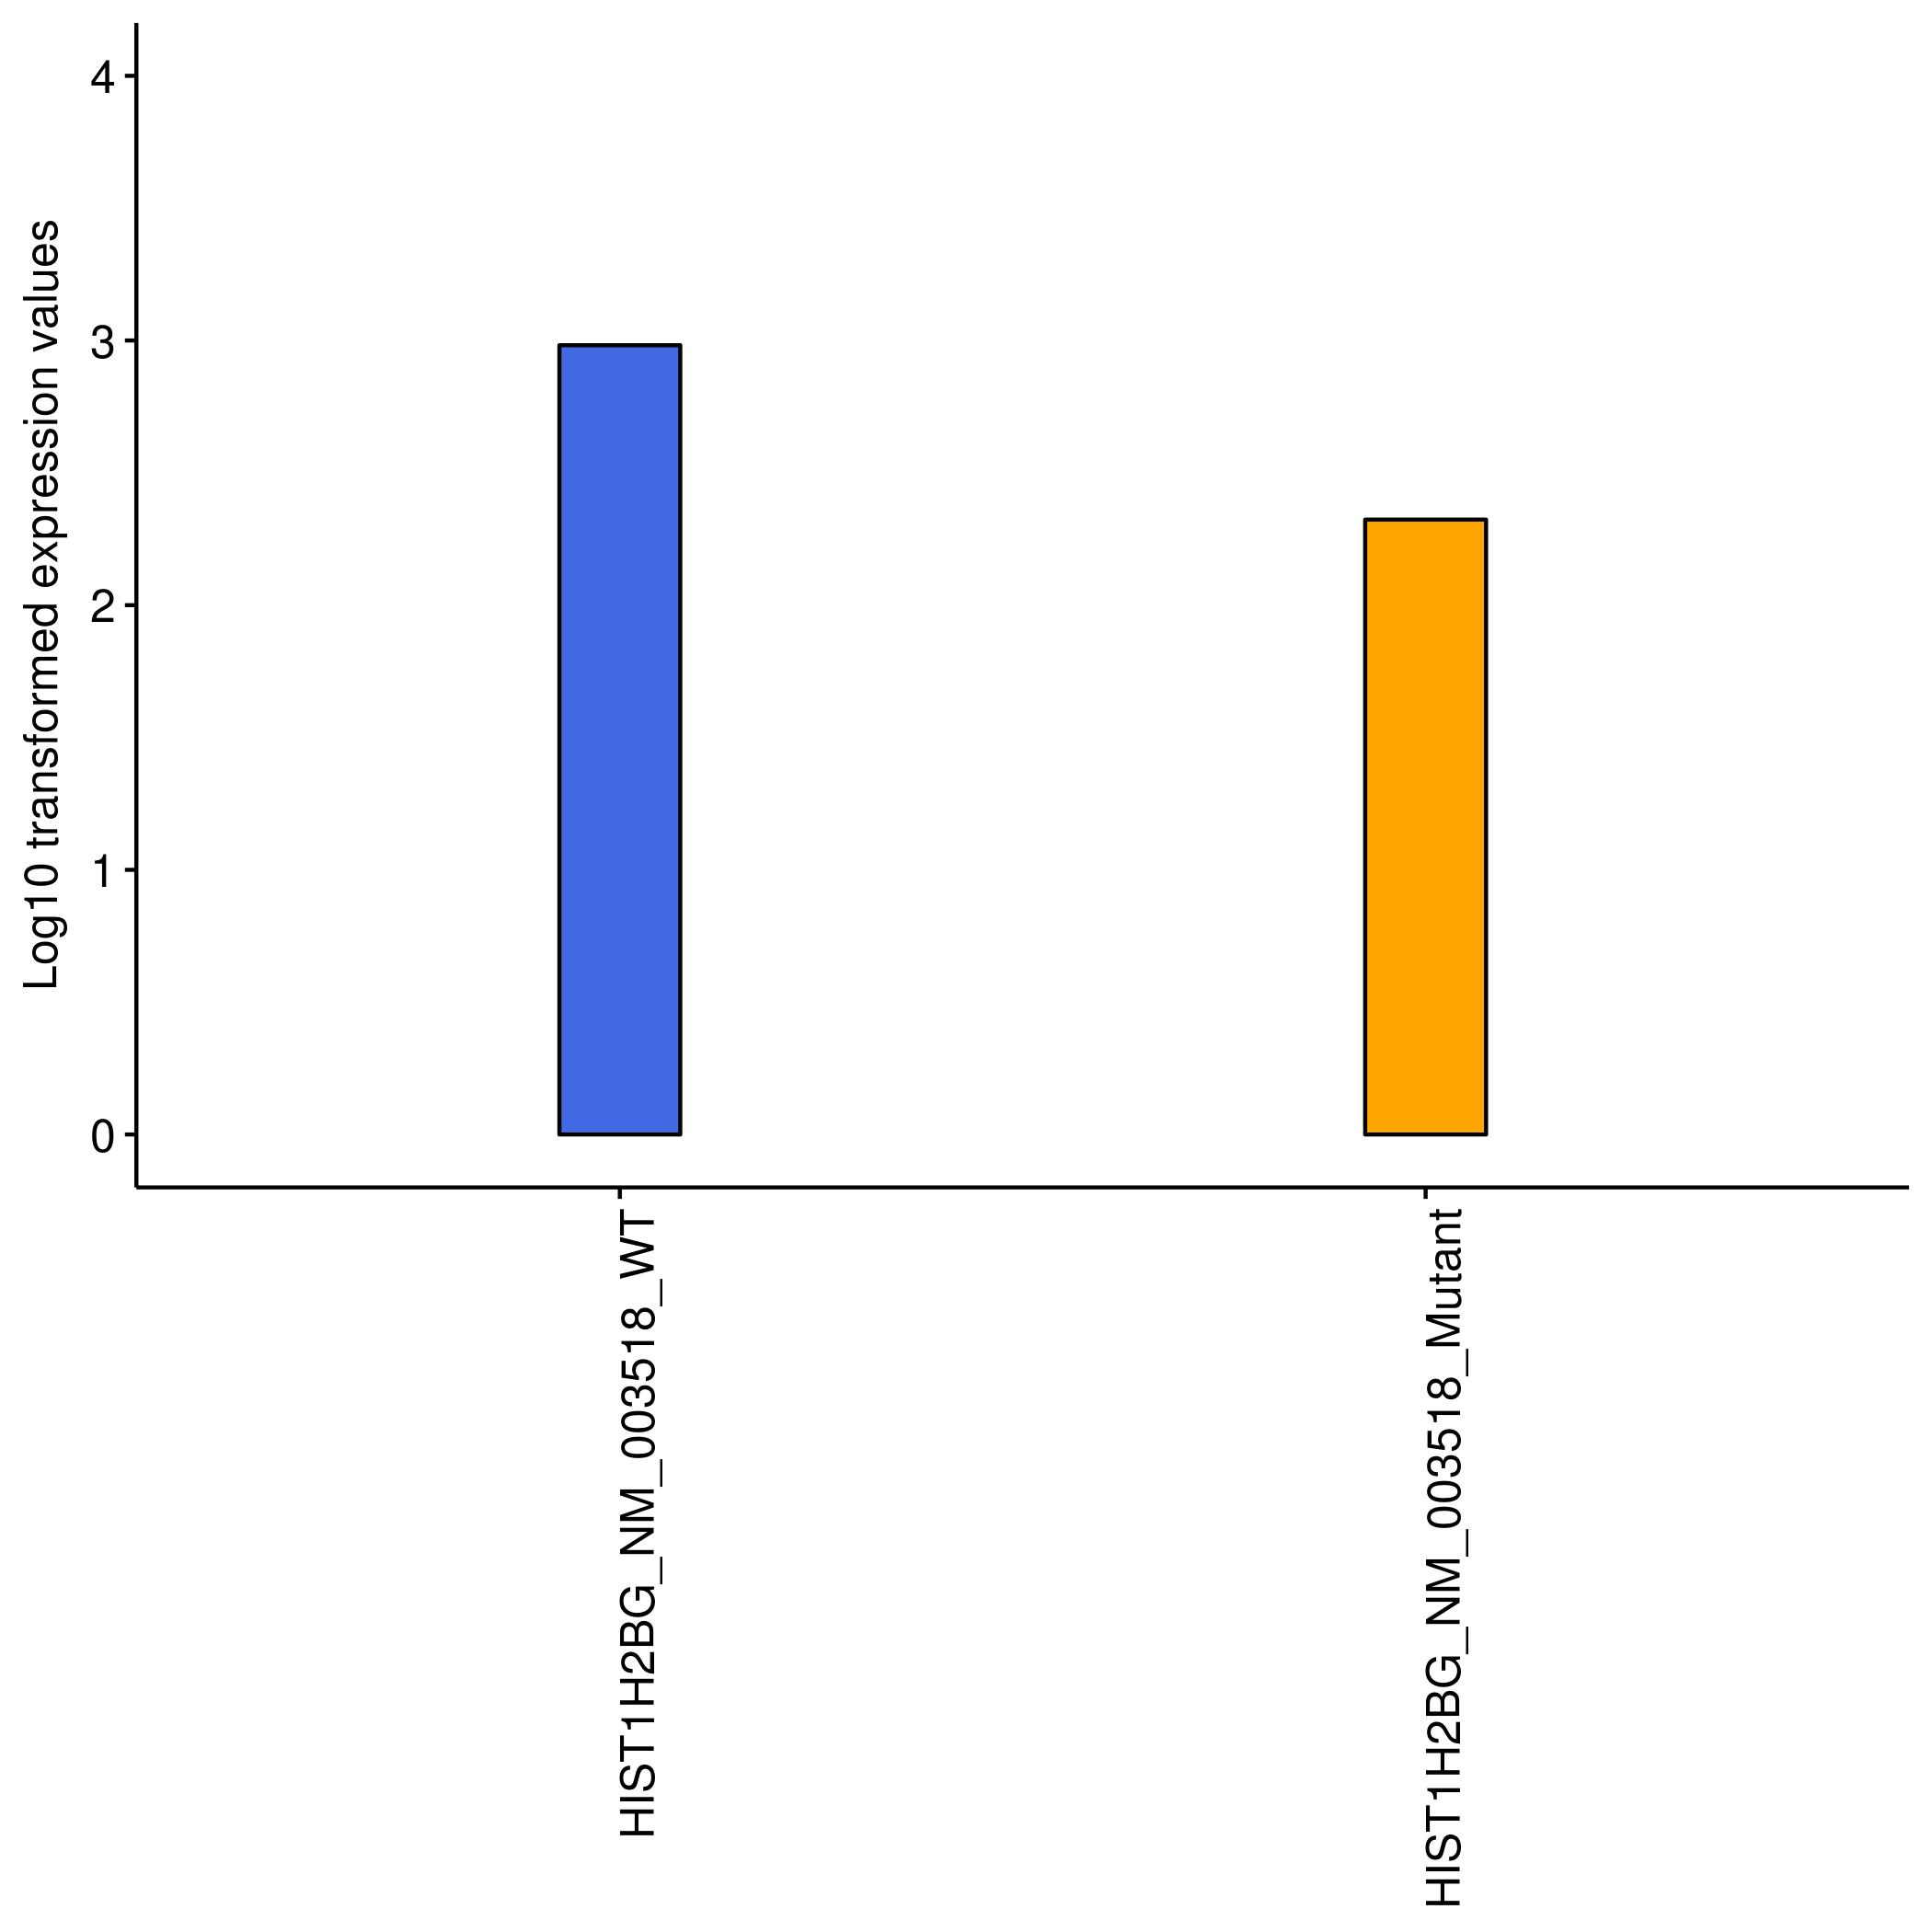 Log10 transformed expression values
4
3
2
1
0
HIST1H2BG_NM_003518_WT
HIST1H2BG_NM_003518_Mutant